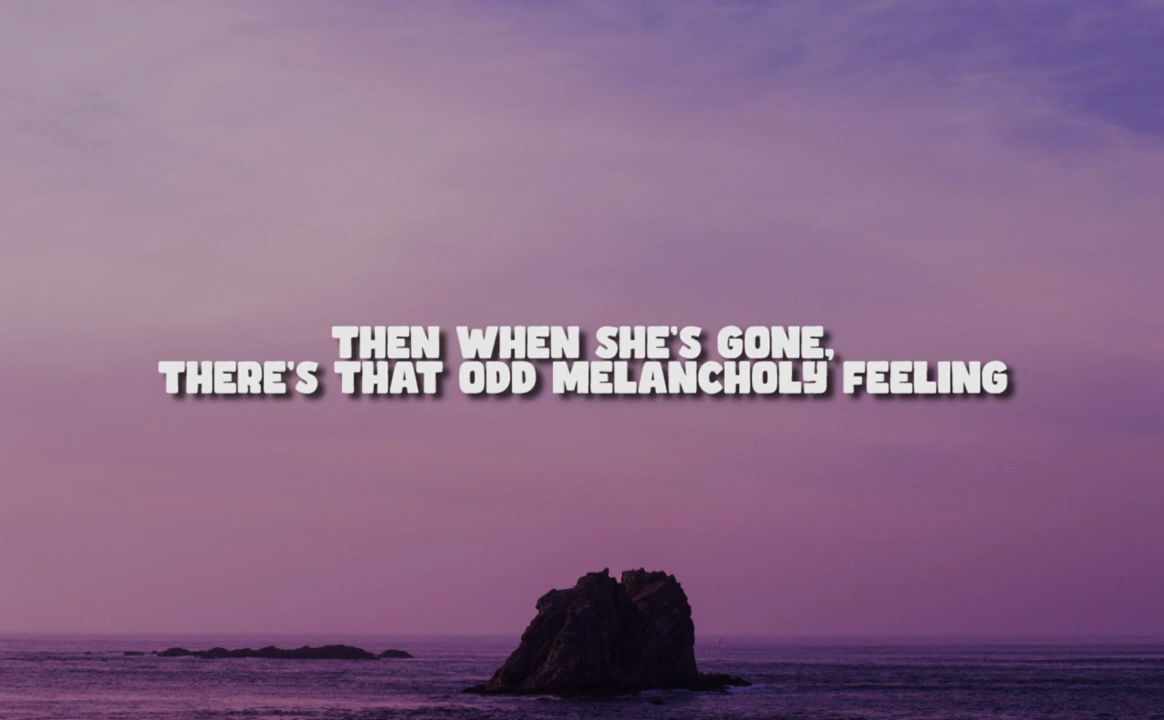 THEN WHEN SHE'S GONE,
THERE'S THAT ODD MELANCHOLY FEELING